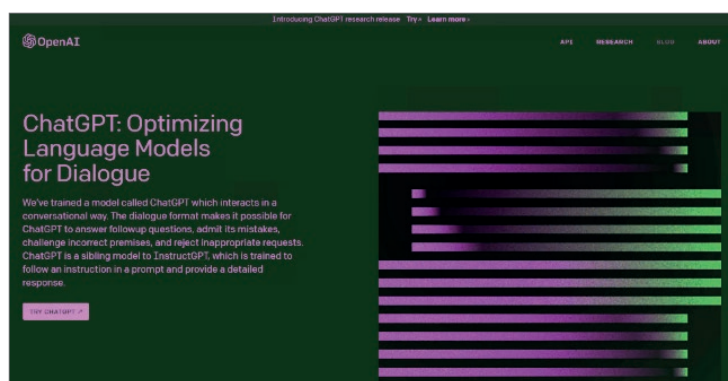 Introducing ChatGPT research release Try › Learn more ›
OpenAI
API RESEARCH BLOG ABOUT
ChatGPT: Optimizing
Language Models
for Dialogue
We've trained a model called ChatGPT which interacts in a
conversational way. The dialogue format makes it possible for
ChatGPT to answer followup questions, admit its mistakes,
challenge incorrect premises, and reject inappropriate requests.
ChatGPT is a sibling model to InstructGPT, which is trained to
follow an instruction in a prompt and provide a detailed
response.
TRY CHATGPT ↗